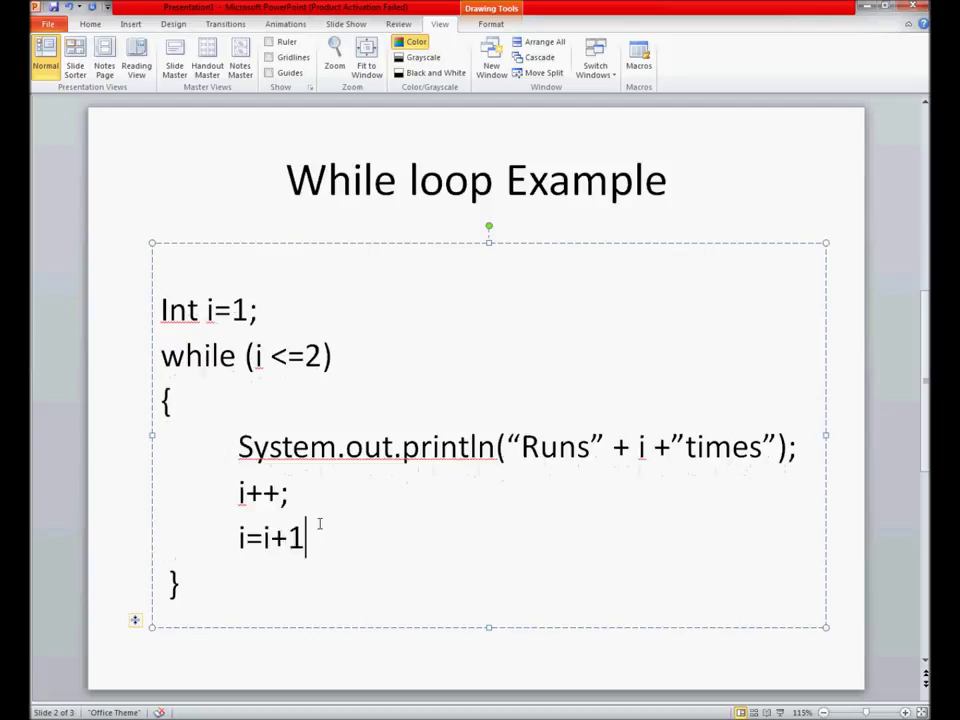 Presentation1 - Microsoft PowerPoint (Product Activation Failed)
Drawing Tools
File Home Insert Design Transitions Animations Slide Show Review View Format
Normal
Slide Sorter
Notes Page
Reading View
Presentation Views
Slide Master
Handout Master
Notes Master
Master Views
Ruler
Gridlines
Guides
Show
Zoom
Fit to Window
Zoom
Color
Grayscale
Black and White
Color/Grayscale
New Window
Arrange All
Cascade
Move Split
Switch Windows
Window
Macros
Macros
While loop Example
Int i=1;
while (i <=2)
{
System.out.println(“Runs” + i +”times”);
i++;
i=i+1
}
Slide 2 of 3
"Office Theme"
115%